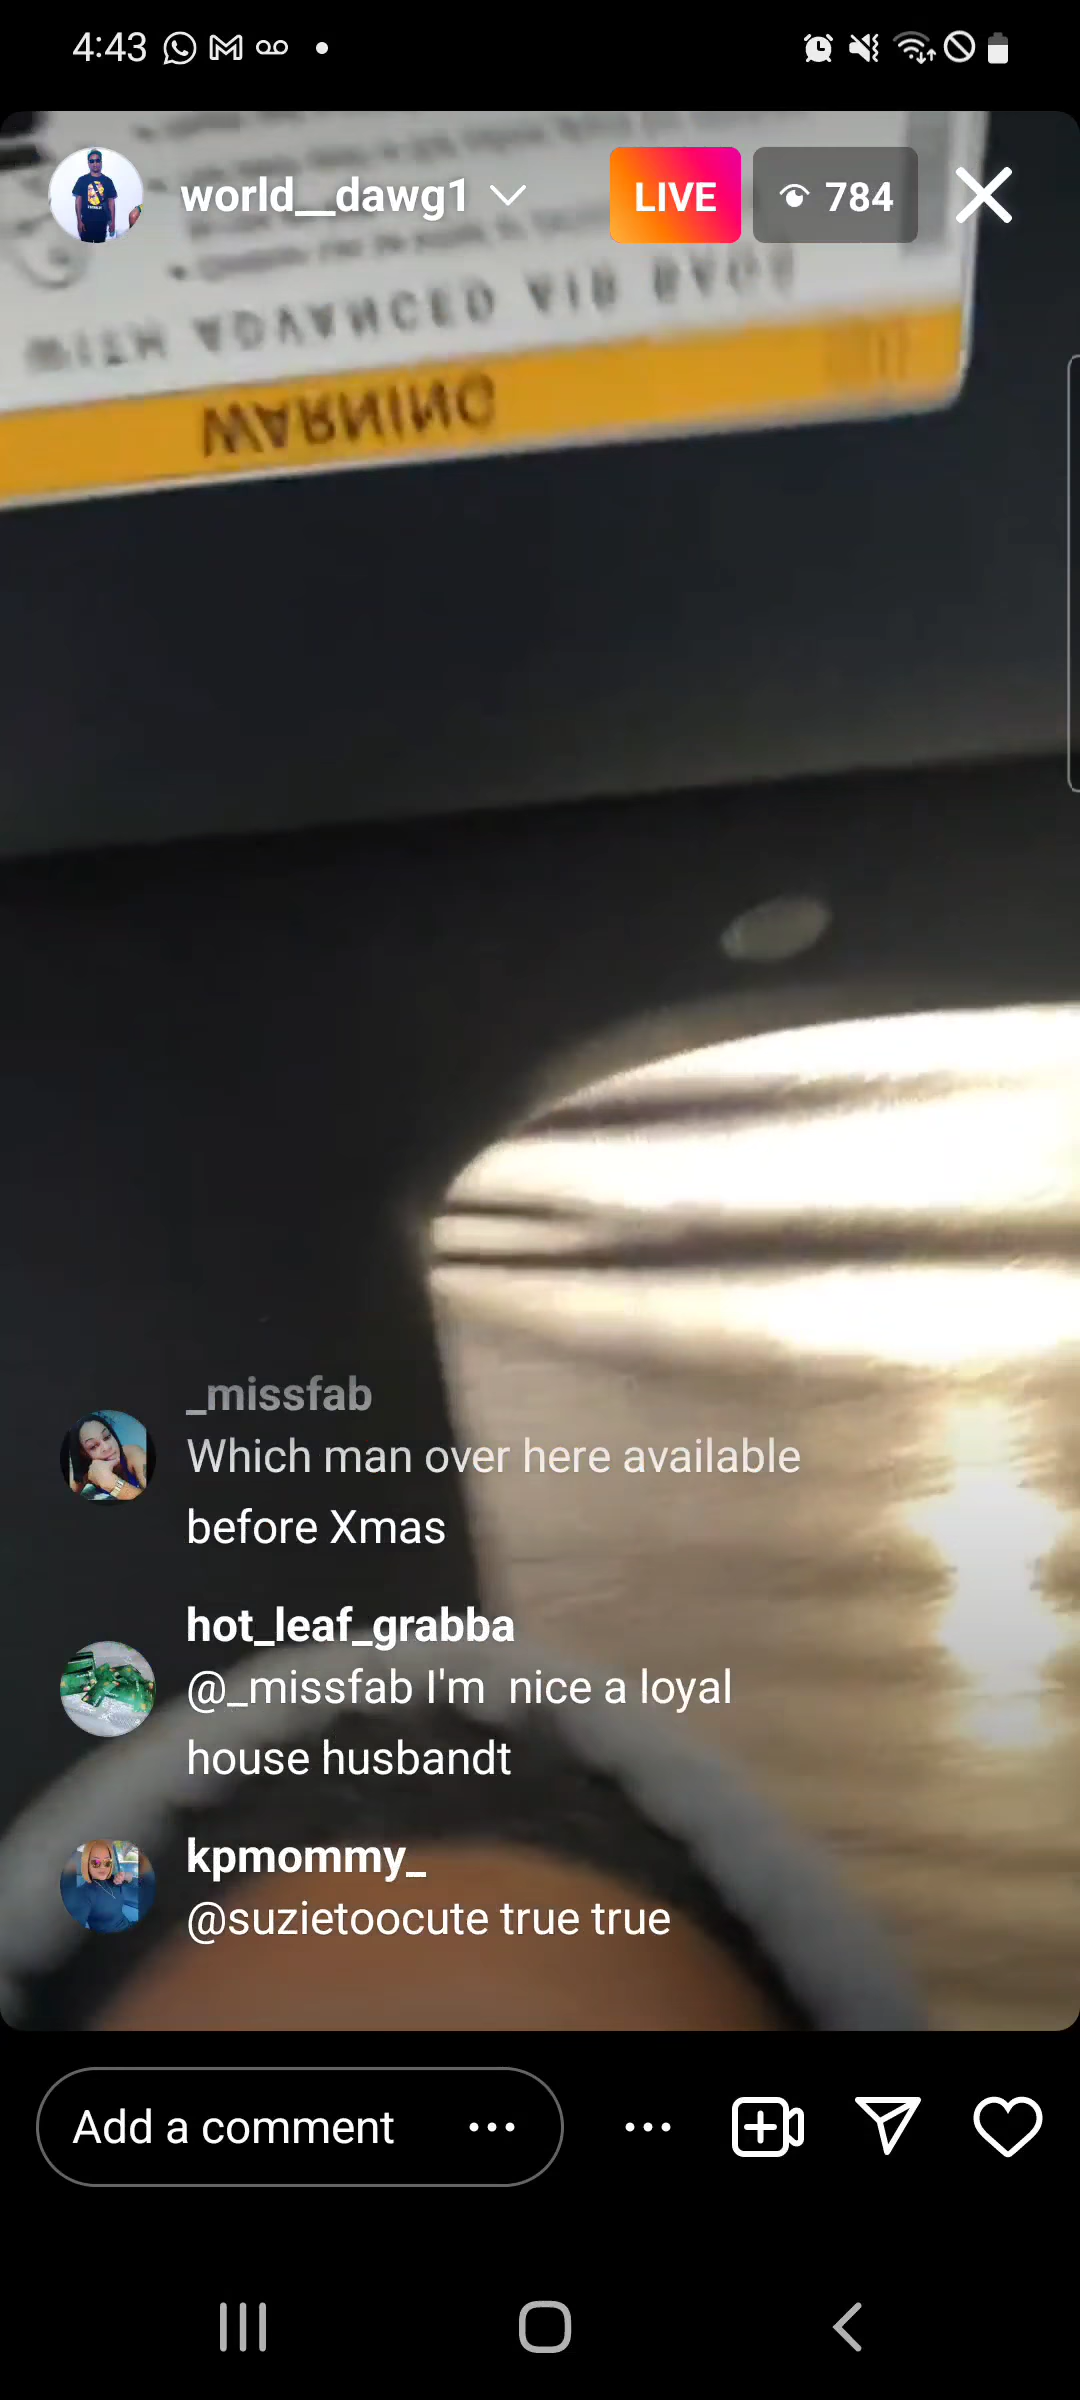 4:43
world__dawg1
LIVE
784
WITH ADVANCED AIR BAGS
WARNING
_missfab
Which man over here available
before Xmas
hot_leaf_grabba
@_missfab I'm  nice a loyal
house husbandt
kpmommy_
@suzietoocute true true
Add a comment